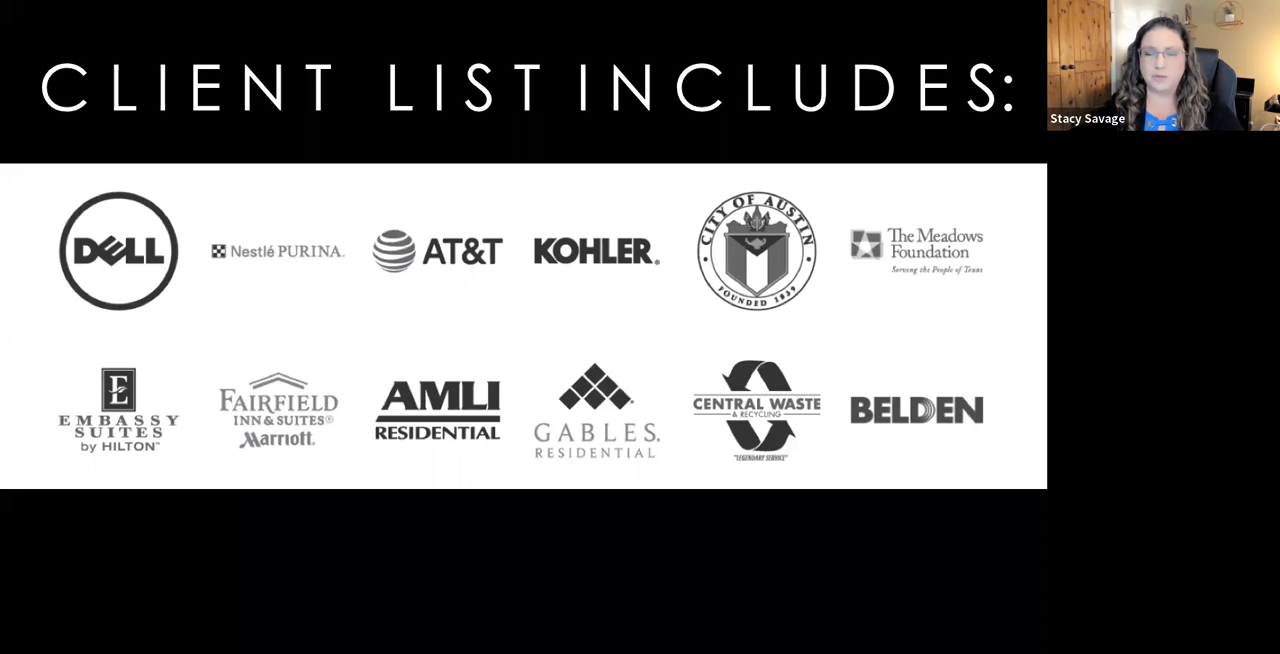 CLIENT LIST INCLUDES:
Stacy Savage
DELL
Nestlé PURINA.
AT&T
KOHLER®
CITY OF AUSTIN
FOUNDED 1839
The Meadows
Foundation
Serving the People of Texas
E
EMBASSY
SUITES
by HILTON™
FAIRFIELD
INN & SUITES®
Marriott®
AMLI
RESIDENTIAL
GABLES®
RESIDENTIAL
CENTRAL WASTE
& RECYCLING
"LEGENDARY SERVICE"
BELDEN